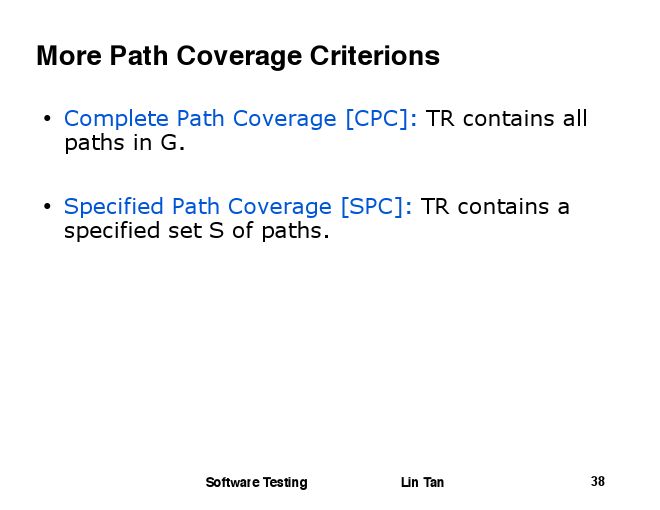 More Path Coverage Criterions
• Complete Path Coverage [CPC]: TR contains all
paths in G.
• Specified Path Coverage [SPC]: TR contains a
specified set S of paths.
Software Testing Lin Tan 38